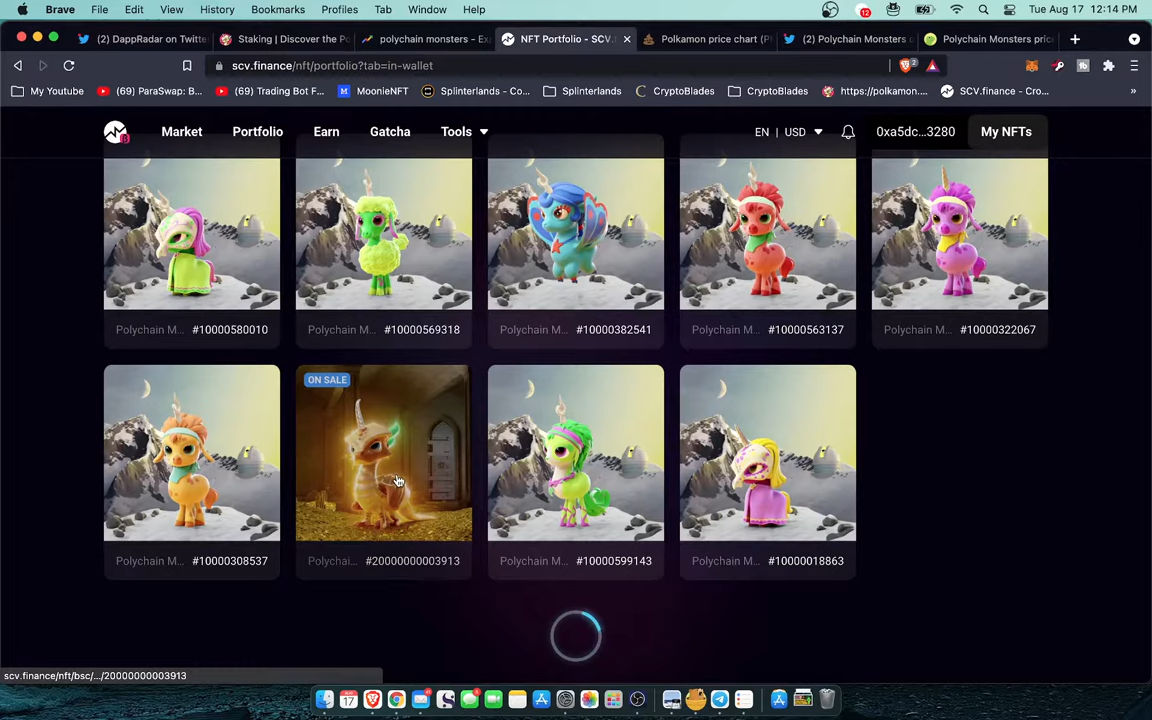 Brave File Edit View History Bookmarks Profiles Tab Window Help 12 Tue Aug 17 12:14 PM
(2) DappRadar on Twitte Staking | Discover the Po polychain monsters - Ex NFT Portfolio - SCV. Polkamon price chart (P (2) Polychain Monsters Polychain Monsters pric
scv.finance/nft/portfolio?tab=in-wallet 2
My Youtube (69) ParaSwap: B... (69) Trading Bot F... MoonieNFT Splinterlands - Co... Splinterlands CryptoBlades CryptoBlades https://polkamon.... SCV.finance - Cro... »
Market Portfolio Earn Gatcha Tools EN | USD 0xa5dc...3280 My NFTs
Polychain M... #10000580010 Polychain M... #10000569318 Polychain M... #10000382541 Polychain M... #10000563137 Polychain M... #10000322067
ON SALE
Polychain M... #10000308537 Polychai... #20000000003913 Polychain M... #10000599143 Polychain M... #10000018863
scv.finance/nft/bsc/.../20000000003913
17